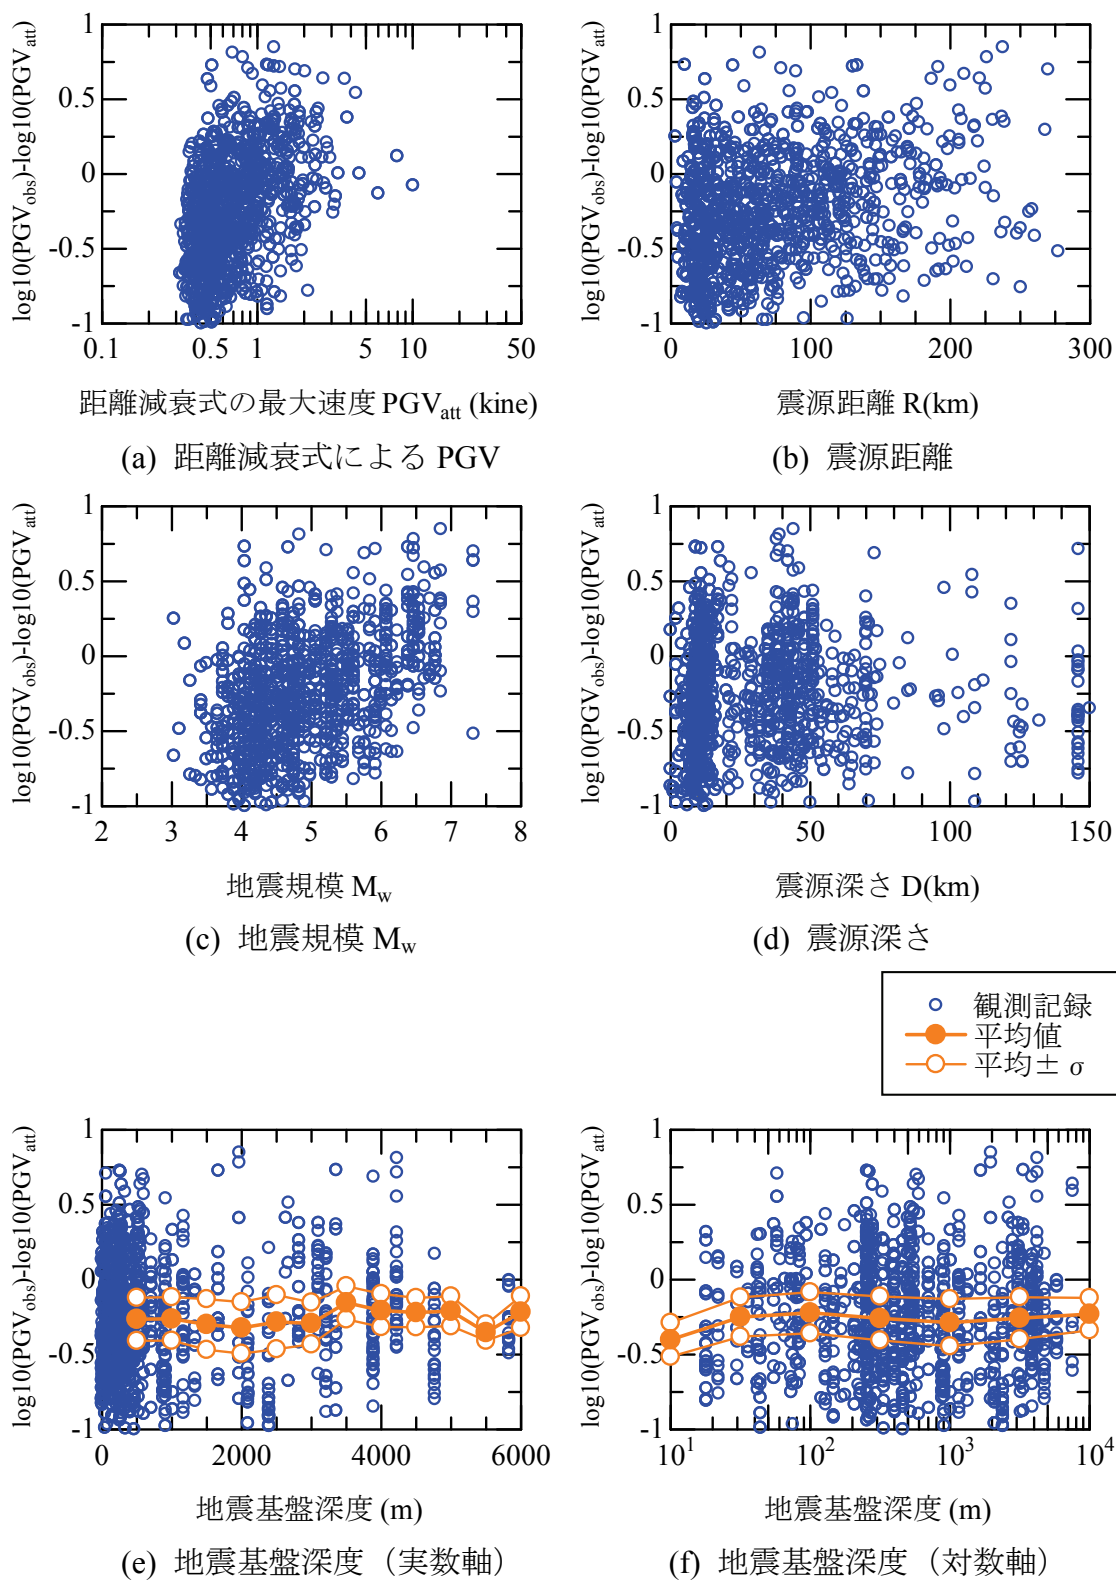 1
0.5
0
-0.5
-1
log10(PGVobs)-log10(PGVatt)
0.1 0.5 1 5 10 50
距離減衰式の最大速度 PGVatt (kine)
(a) 距離減衰式による PGV
1
0.5
0
-0.5
-1
log10(PGVobs)-log10(PGVatt)
0 100 200 300
震源距離 R(km)
(b) 震源距離
1
0.5
0
-0.5
-1
log10(PGVobs)-log10(PGVatt)
2 3 4 5 6 7 8
地震規模 Mw
(c) 地震規模 Mw
1
0.5
0
-0.5
-1
log10(PGVobs)-log10(PGVatt)
0 50 100 150
震源深さ D(km)
(d) 震源深さ
観測記録
平均値
平均± σ
1
0.5
0
-0.5
-1
log10(PGVobs)-log10(PGVatt)
0 2000 4000 6000
地震基盤深度 (m)
(e) 地震基盤深度（実数軸）
1
0.5
0
-0.5
-1
log10(PGVobs)-log10(PGVatt)
10^1 10^2 10^3 10^4
地震基盤深度 (m)
(f) 地震基盤深度（対数軸）